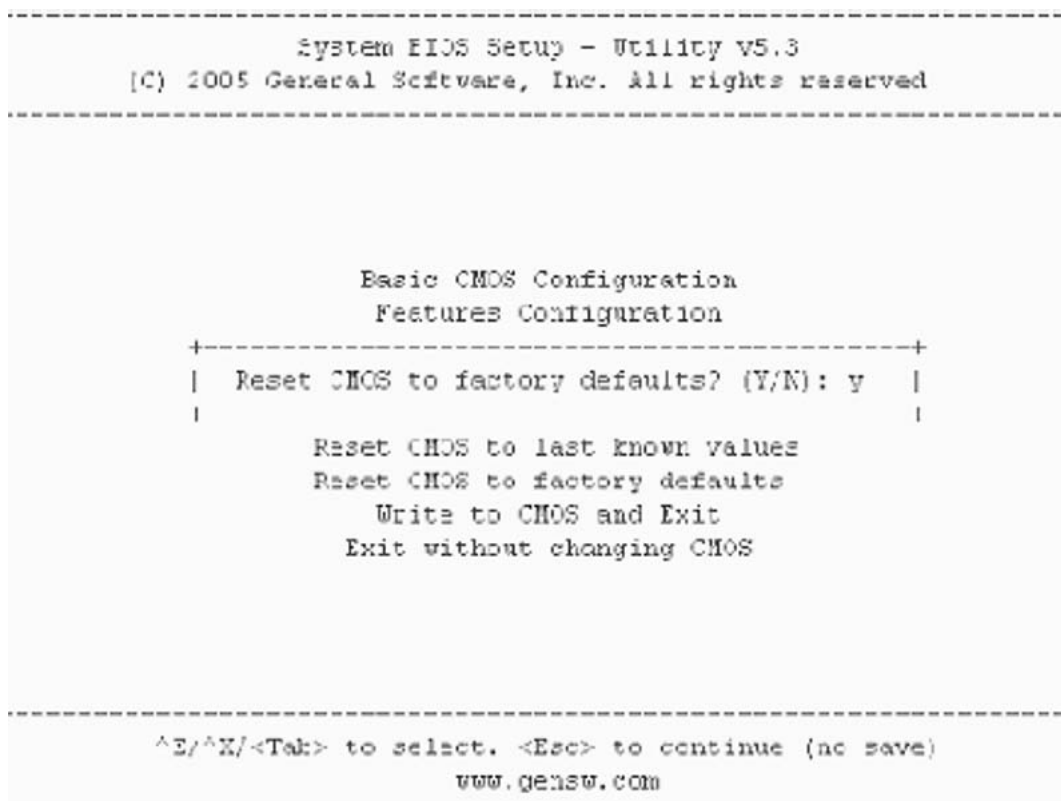 System BIOS Setup - Utility v5.3
(C) 2005 General Software, Inc. All rights reserved
Basic CMOS Configuration
Features Configuration
Reset CMOS to factory defaults? (Y/N): y
Reset CMOS to last known values
Reset CMOS to factory defaults
Write to CMOS and Exit
Exit without changing CMOS
^E/^X/<Tab> to select. <Esc> to continue (no save)
www.gensw.com